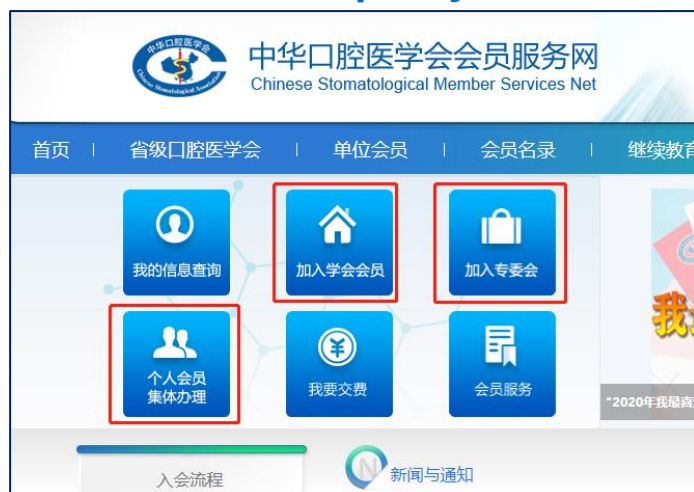 中华口腔医学会会员服务网
Chinese Stomatological Member Services Net
首页 | 省级口腔医学会 | 单位会员 | 会员名录 | 继续教育
我的信息查询
加入学会会员
加入专委会
个人会员
集体办理
我要交费
会员服务
我
"2020年我最喜
入会流程
N 新闻与通知